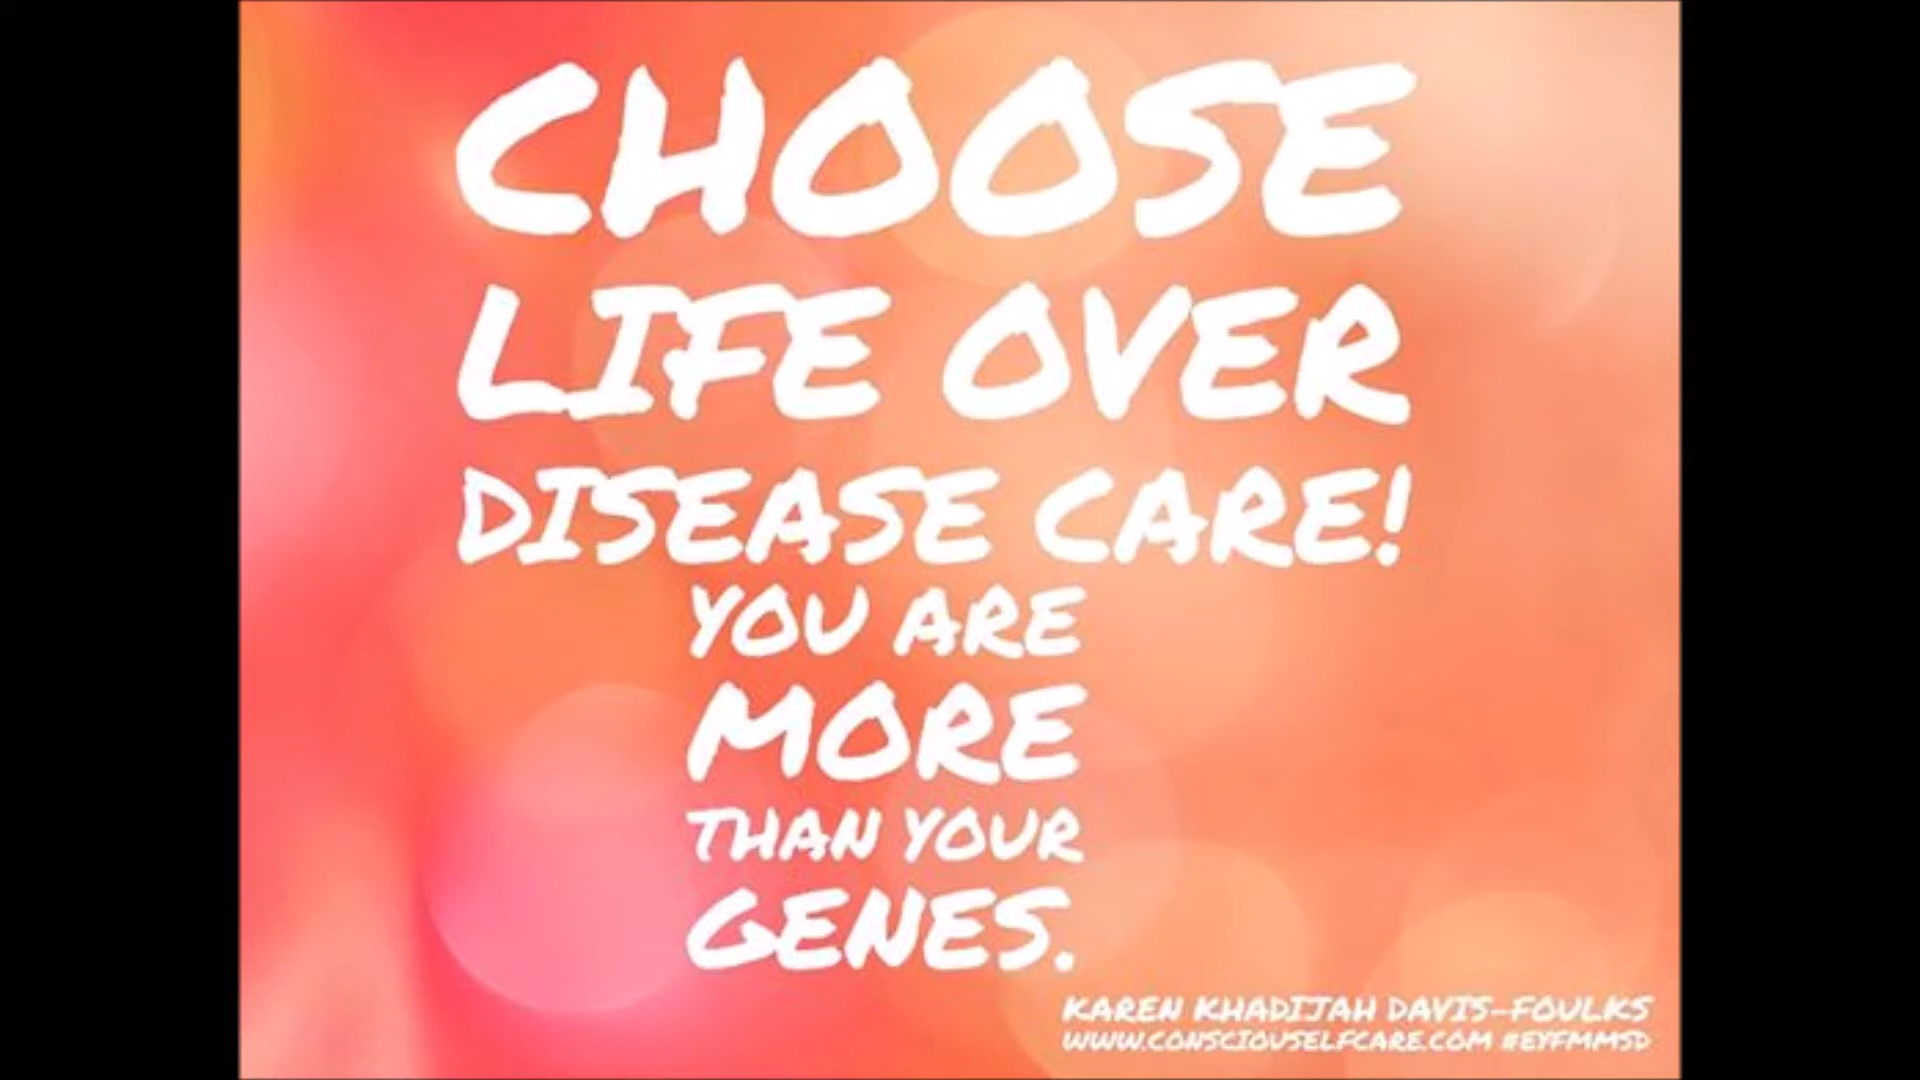 CHOOSE
LIFE OVER
DISEASE CARE!
YOU ARE
MORE
THAN YOUR
GENES.
KAREN KHADIJAH DAVIS-FOULKS
WWW.CONSCIOUSELFCARE.COM #EYFMMSD